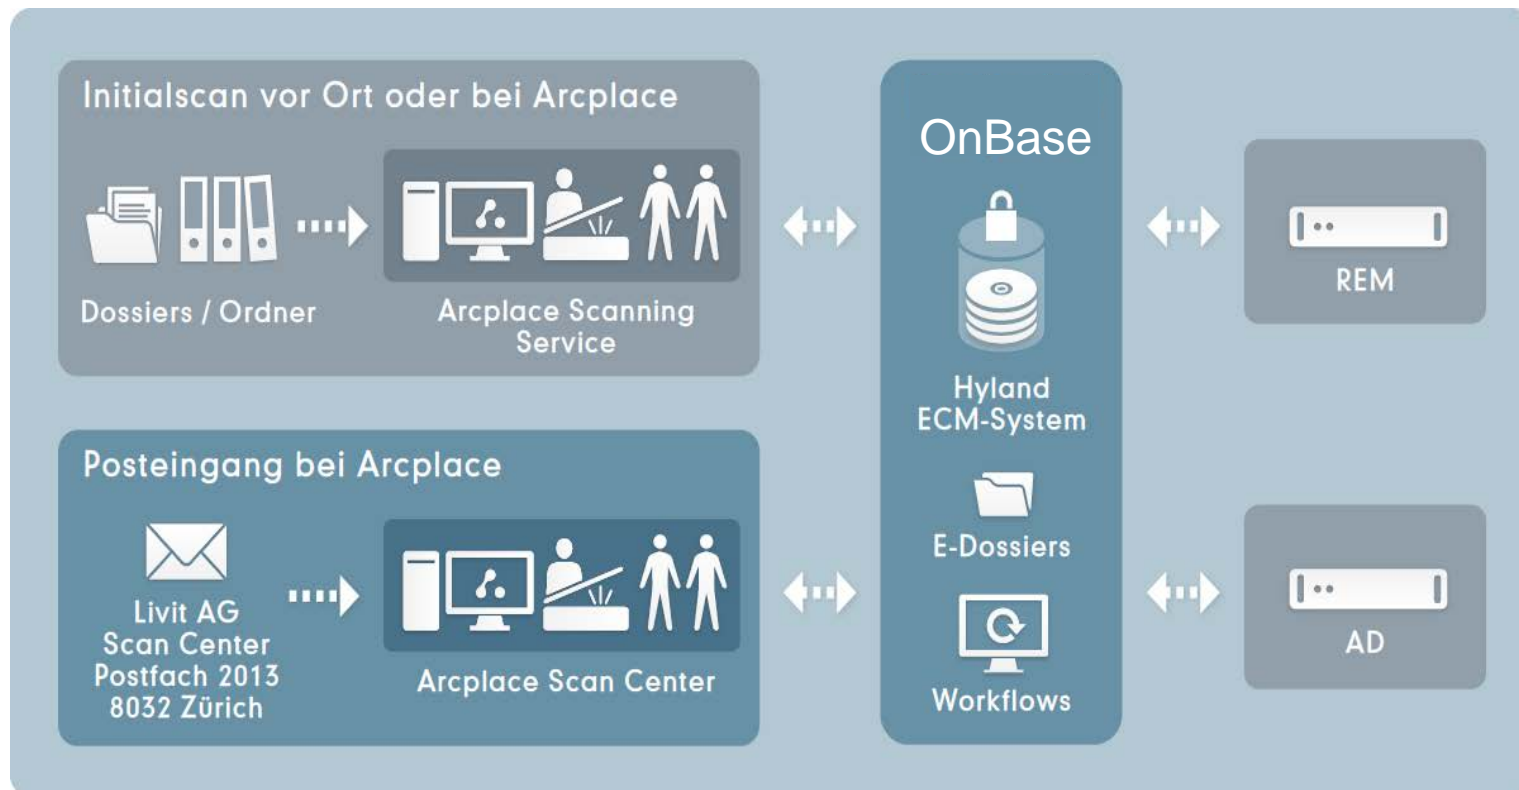 Initialscan vor Ort oder bei Arcplace
Dossiers / Ordner
Arcplace Scanning
Service
Posteingang bei Arcplace
Livit AG
Scan Center
Postfach 2013
8032 Zürich
Arcplace Scan Center
OnBase
Hyland
ECM-System
E-Dossiers
Workflows
REM
AD